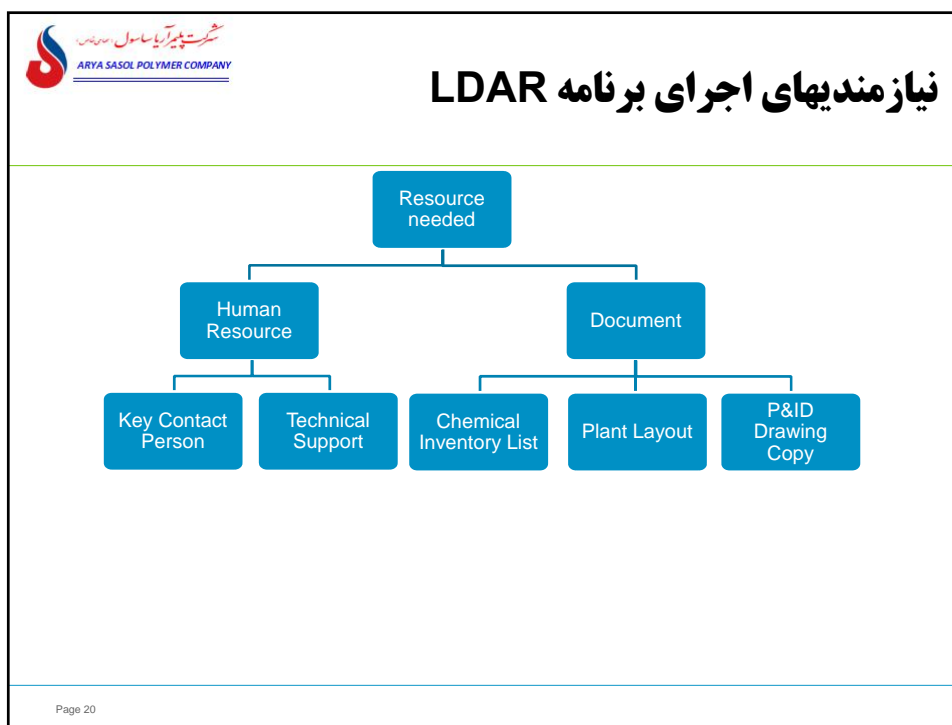 شرکت پلیمر آریا ساسول
ARYA SASOL POLYMER COMPANY
نیازمندیهای اجرای برنامه LDAR
Resource
needed
Human
Resource
Document
Key Contact
Person
Technical
Support
Chemical
Inventory List
Plant Layout
P&ID
Drawing
Copy
Page 20